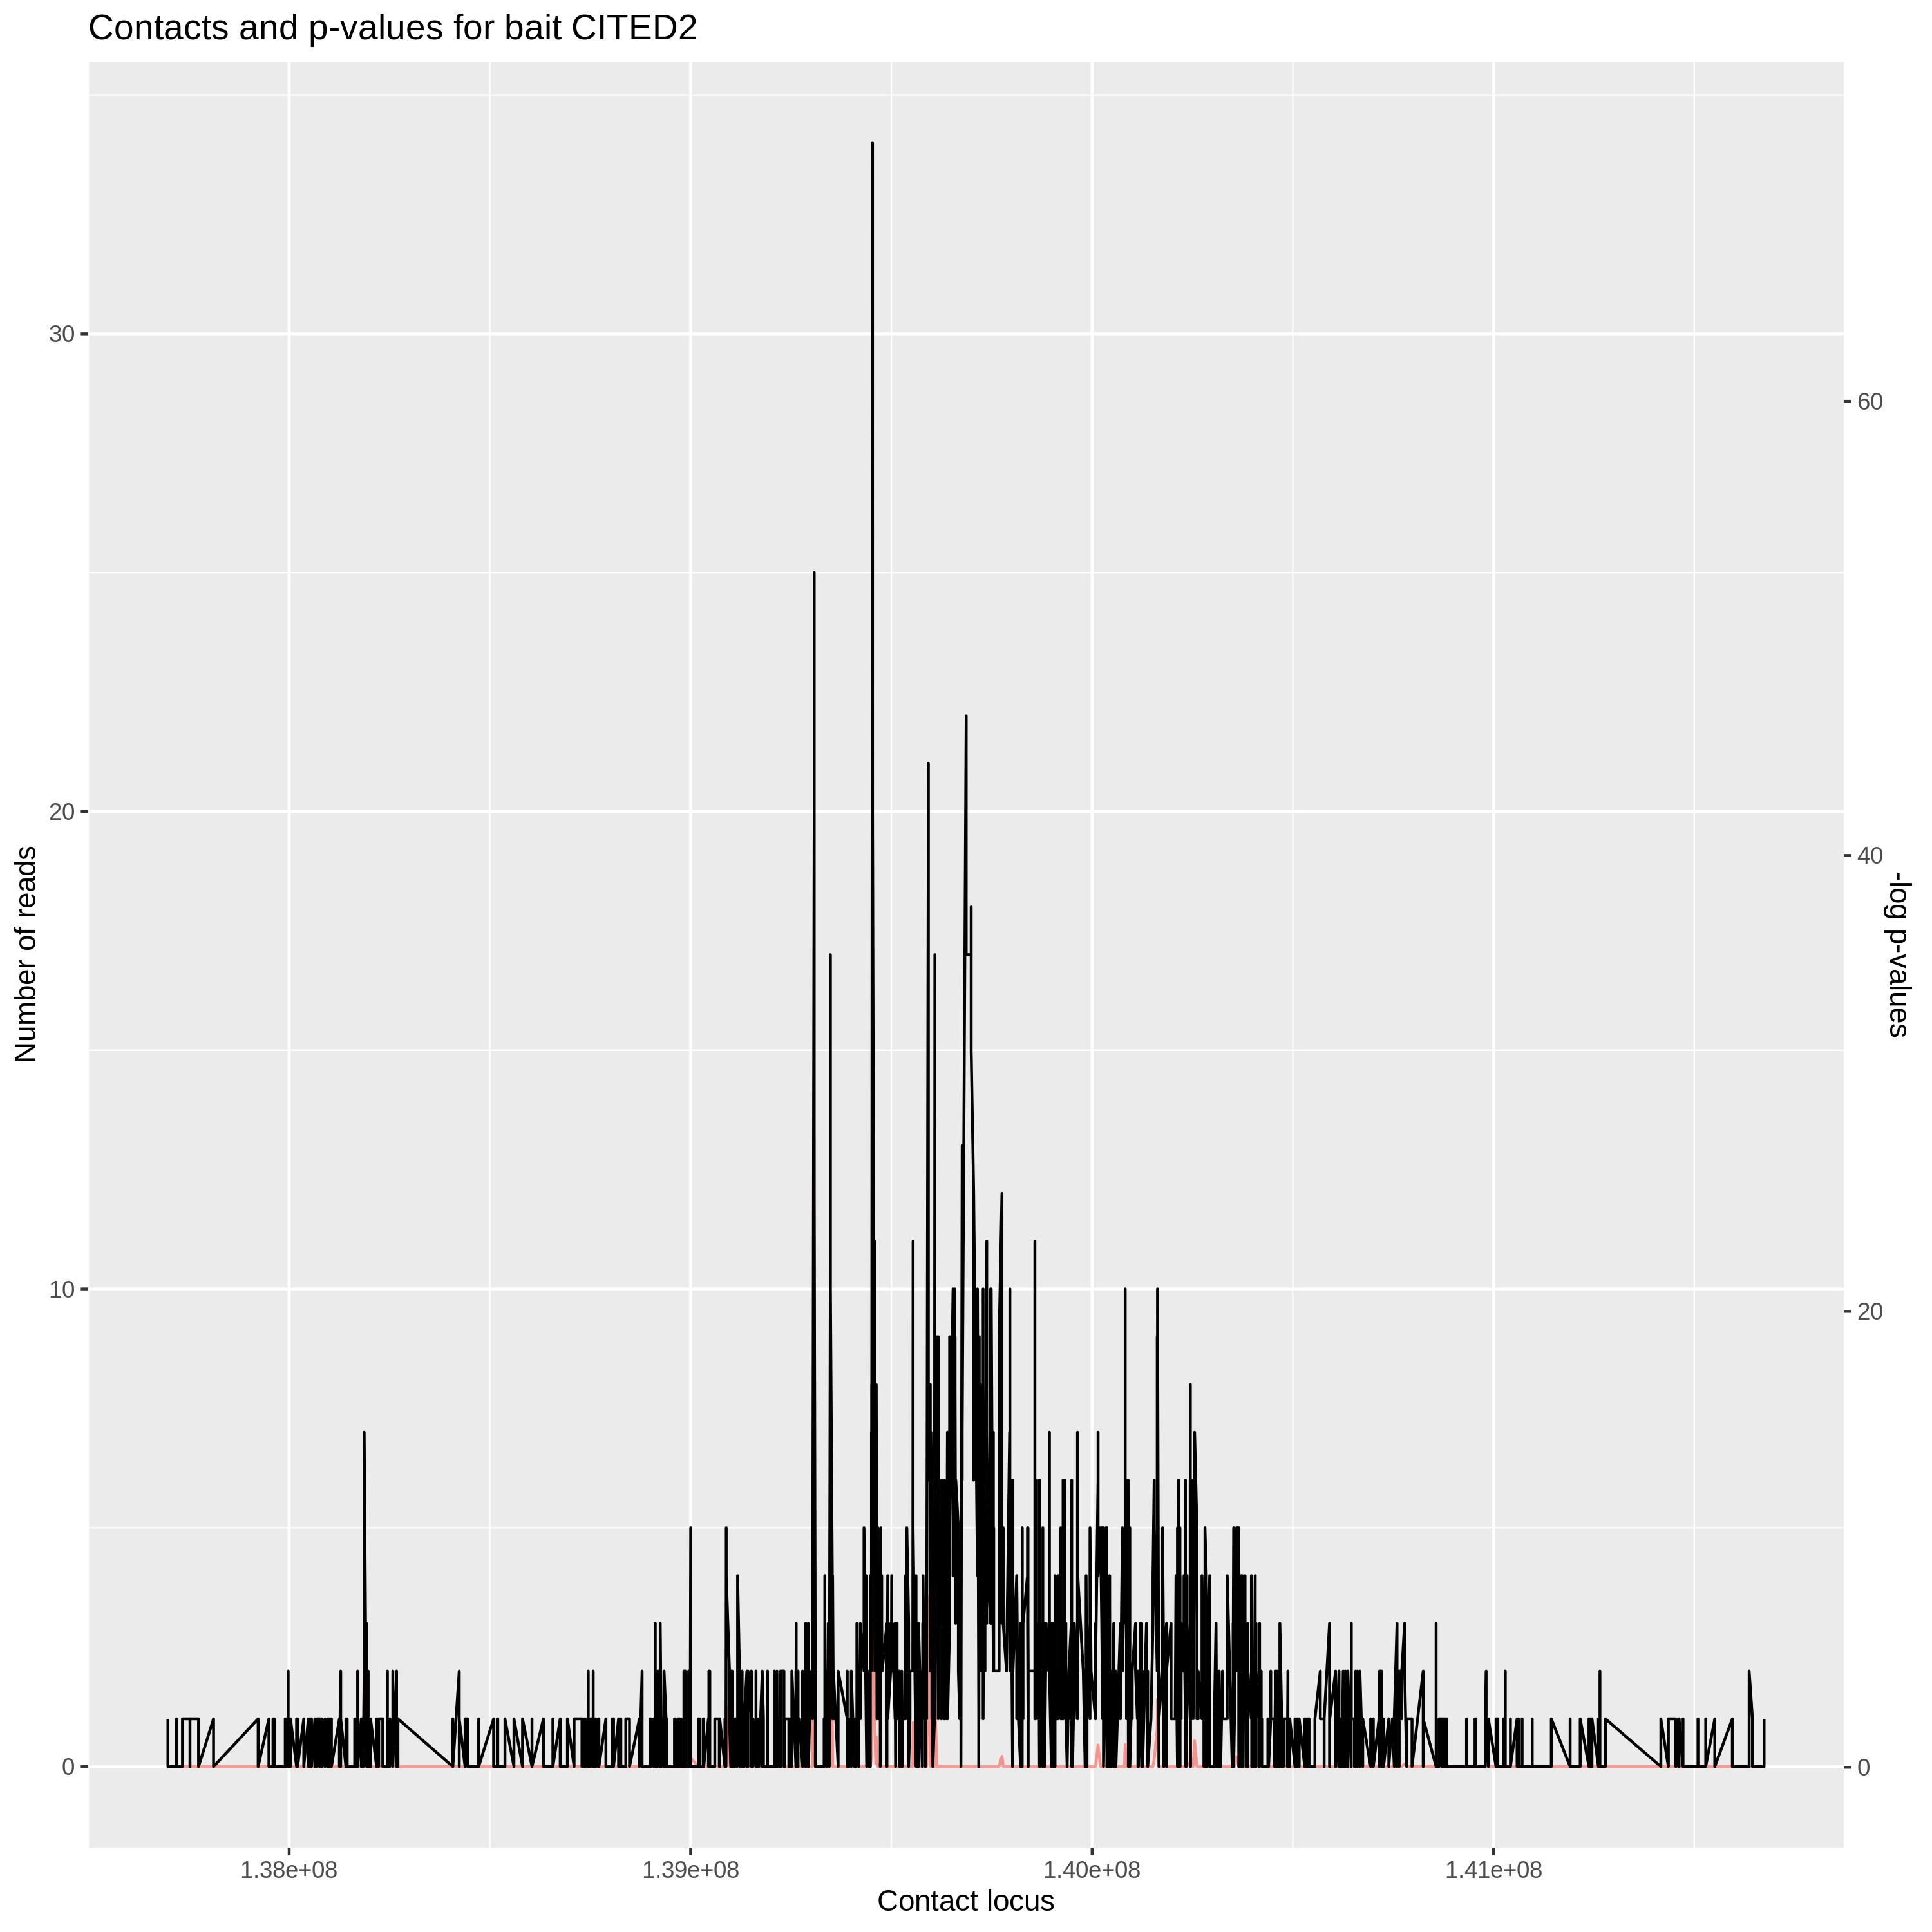 Contacts and p-values for bait CITED2
30
20
10
0
60
40
20
0
Number of reads
-log p-values
1.38e+08
1.39e+08
1.40e+08
1.41e+08
Contact locus